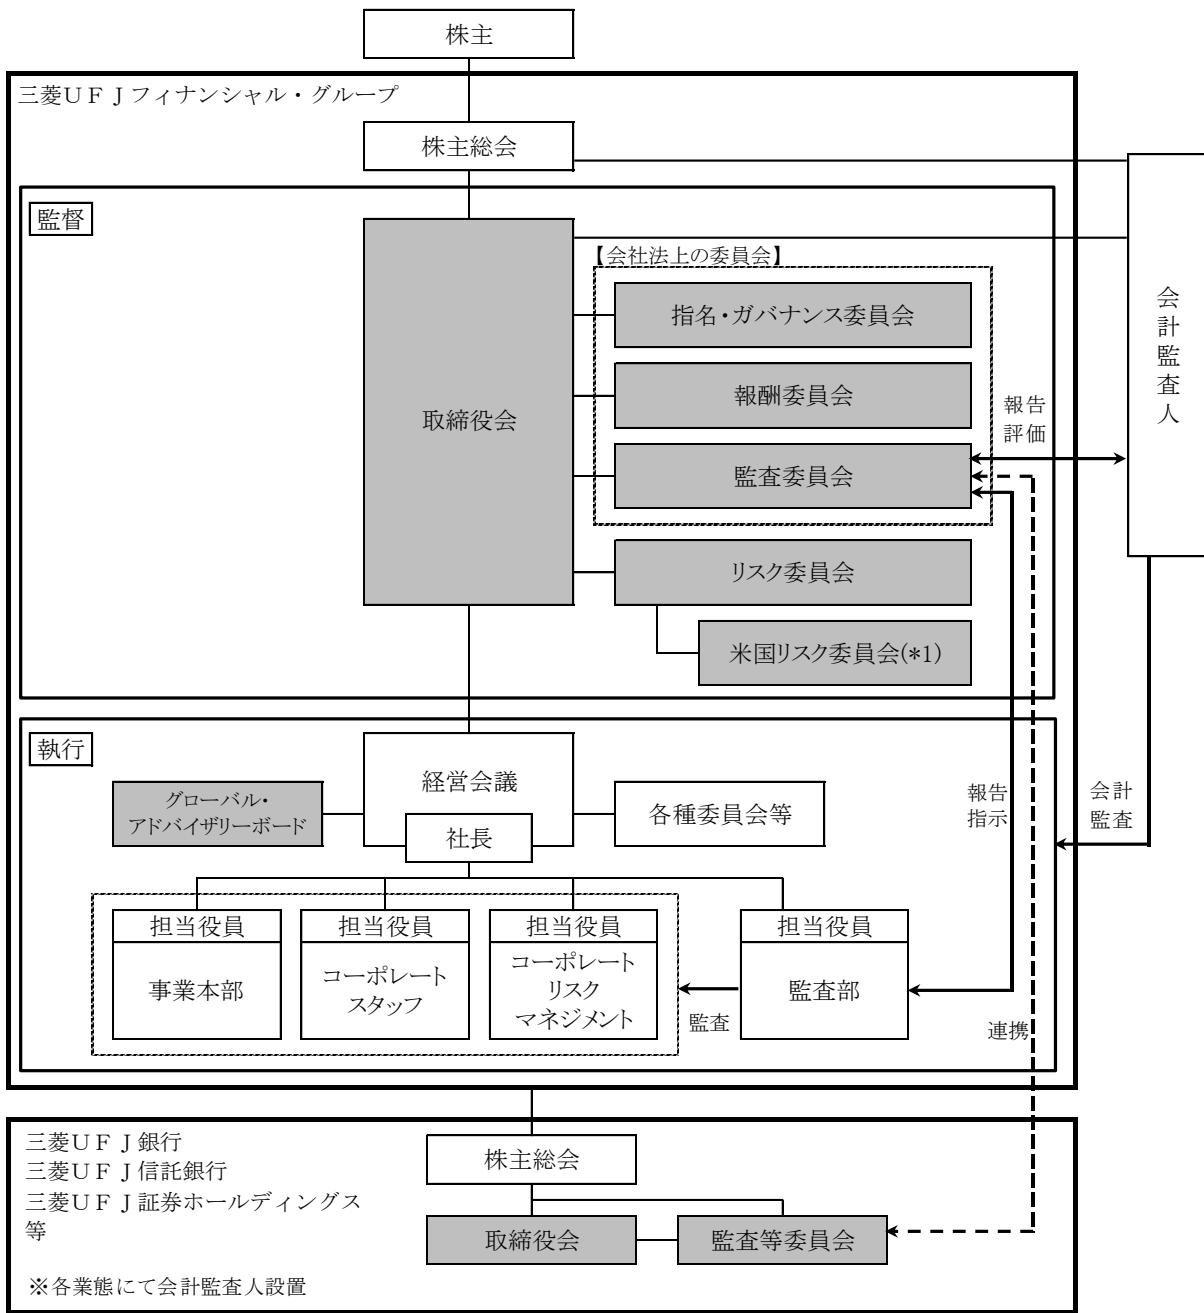 株主
三菱ＵＦＪフィナンシャル・グループ
株主総会
監督
【会社法上の委員会】
指名・ガバナンス委員会
報酬委員会
取締役会
監査委員会
報告
評価
会計監査人
リスク委員会
米国リスク委員会(*1)
執行
経営会議
社長
グローバル・
アドバイザリーボード
各種委員会等
報告
指示
会計
監査
担当役員
事業本部
担当役員
コーポレート
スタッフ
担当役員
コーポレート
リスク
マネジメント
担当役員
監査部
監査
連携
三菱ＵＦＪ銀行
三菱ＵＦＪ信託銀行
三菱ＵＦＪ証券ホールディングス
等
株主総会
取締役会
監査等委員会
※各業態にて会計監査人設置